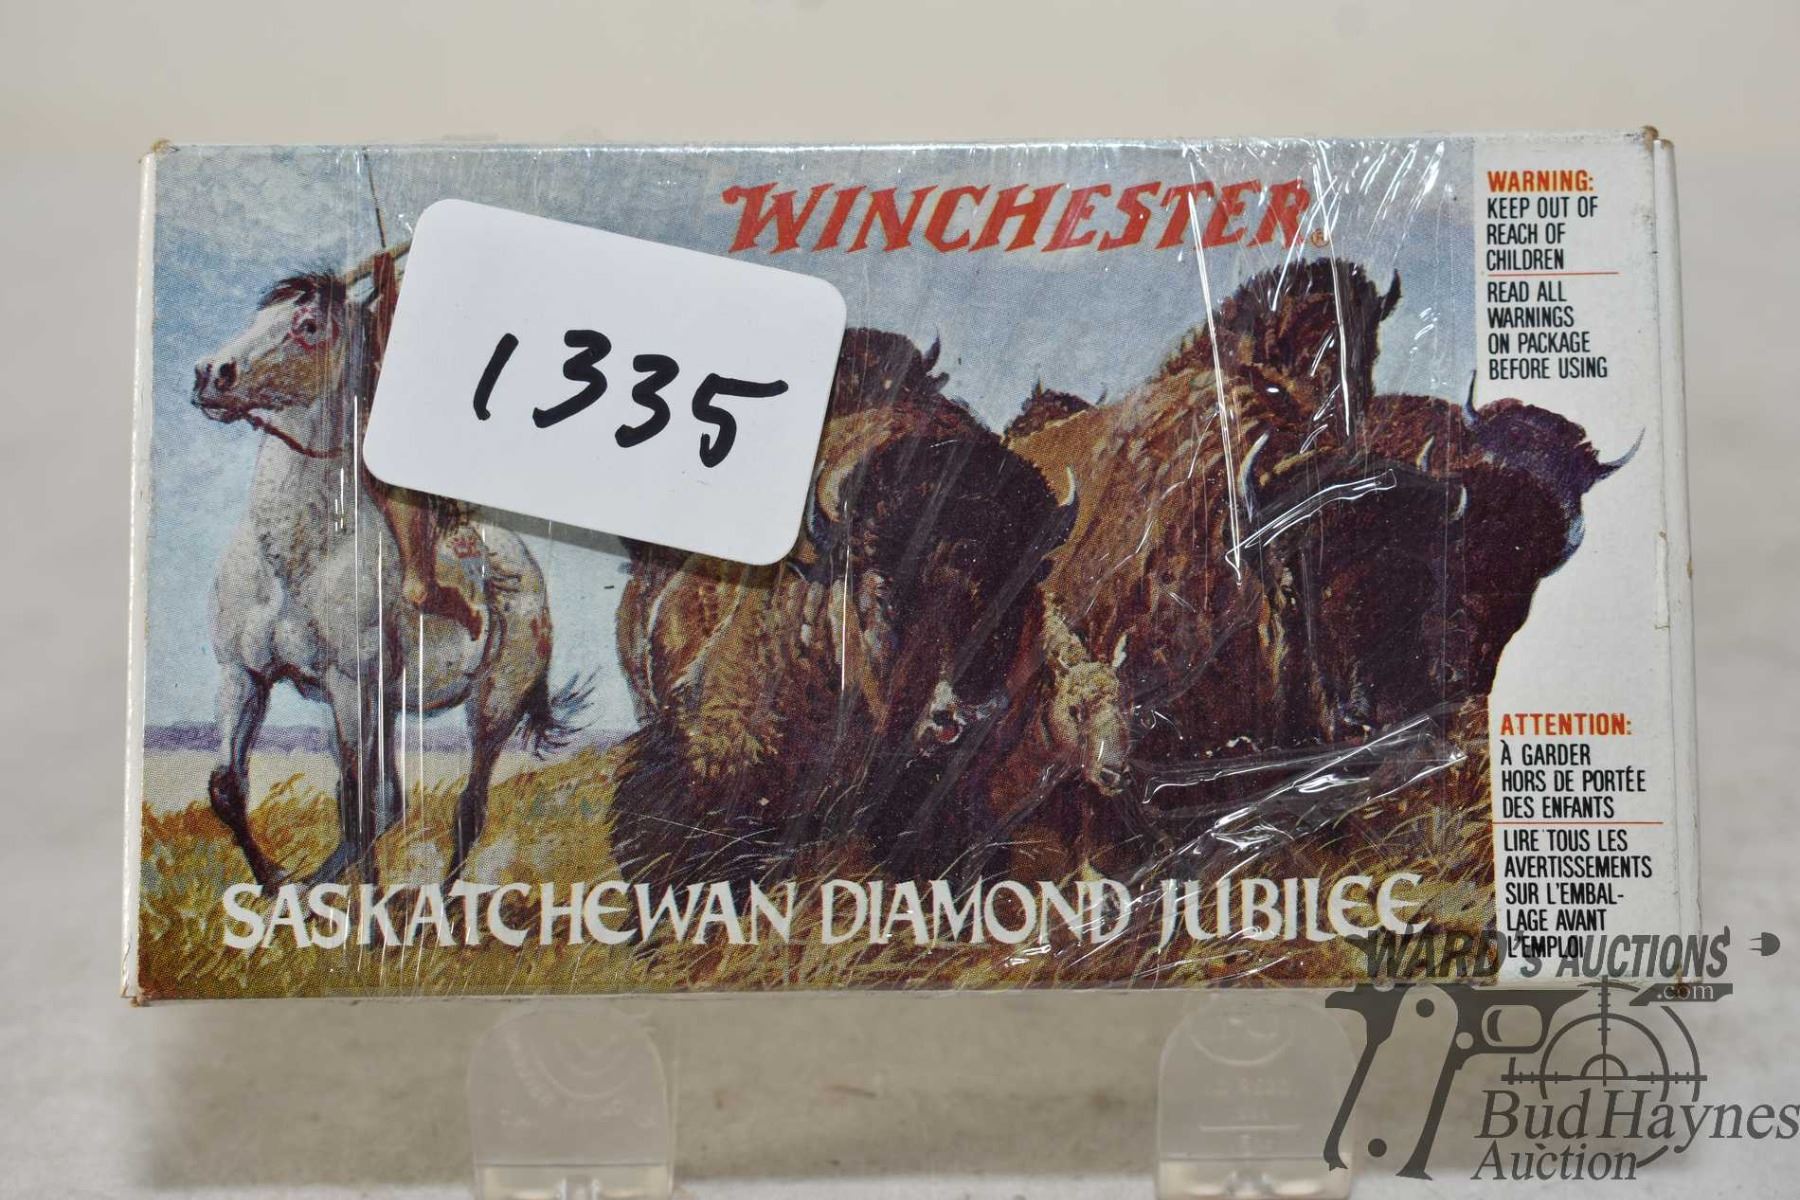 WINCHESTER®
1335
WARNING:
KEEP OUT OF
REACH OF
CHILDREN
READ ALL
WARNINGS
ON PACKAGE
BEFORE USING
ATTENTION:
À GARDER
HORS DE PORTÉE
DES ENFANTS
LIRE TOUS LES
AVERTISSEMENTS
SUR L'EMBAL-
LAGE AVANT
L'EMPLOI
SASKATCHEWAN DIAMOND JUBILEE
WARD'S AUCTIONS
.com
Bud Haynes
Auction